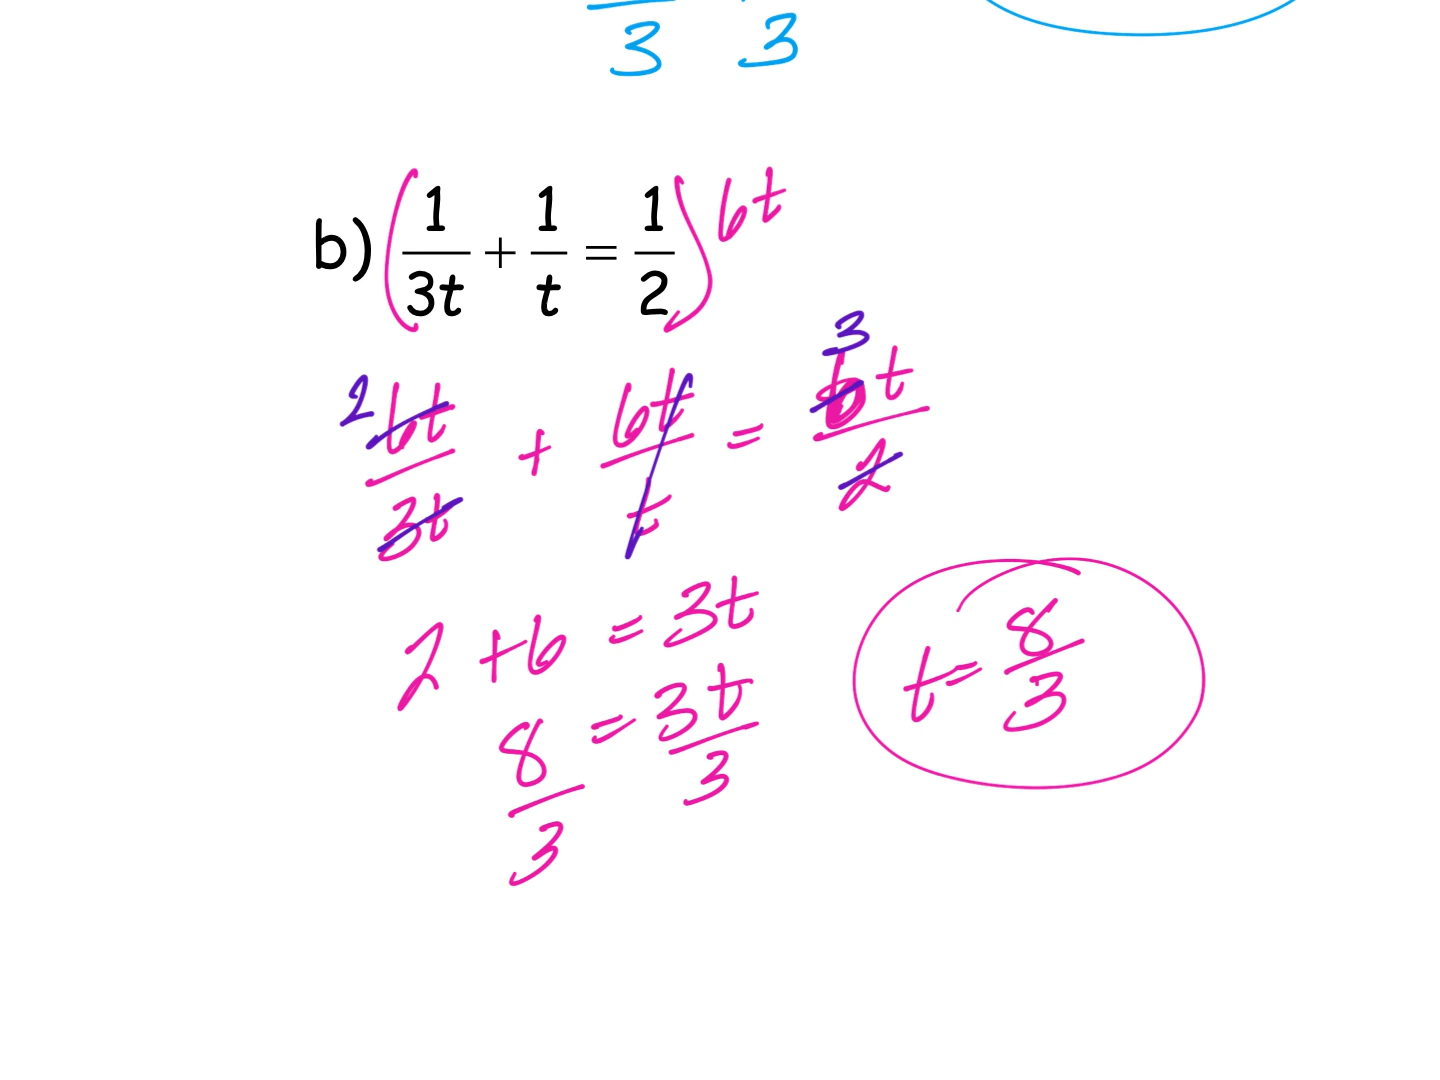 3 3
b) (1/3t + 1/t = 1/2) 6t
2 6t/3t + 6t/t = 3 6t/2
2 + 6 = 3t
8/3 = 3t/3
t = 8/3